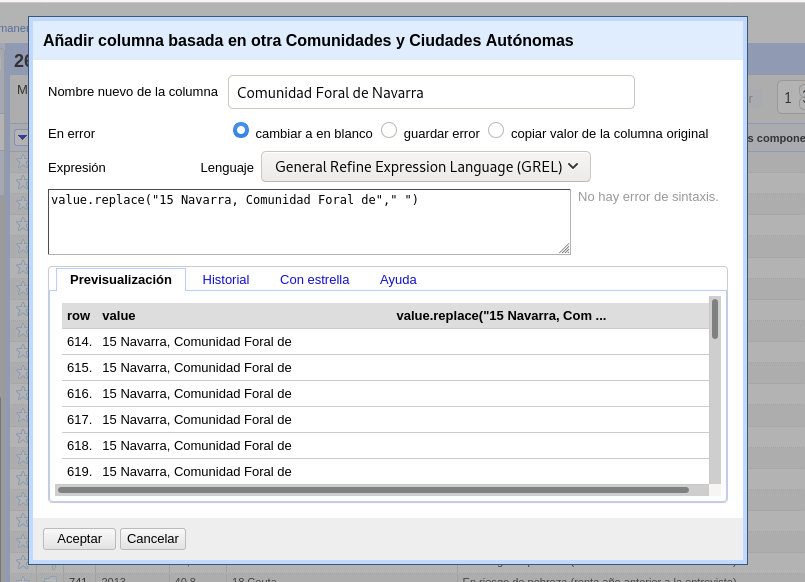 Añadir columna basada en otra Comunidades y Ciudades Autónomas
Nombre nuevo de la columna Comunidad Foral de Navarra
En error cambiar a en blanco guardar error copiar valor de la columna original
Expresión Lenguaje General Refine Expression Language (GREL)
value.replace("15 Navarra, Comunidad Foral de"," ")
No hay error de sintaxis.
Previsualización Historial Con estrella Ayuda
row value value.replace("15 Navarra, Com ...
614. 15 Navarra, Comunidad Foral de
615. 15 Navarra, Comunidad Foral de
616. 15 Navarra, Comunidad Foral de
617. 15 Navarra, Comunidad Foral de
618. 15 Navarra, Comunidad Foral de
619. 15 Navarra, Comunidad Foral de
Aceptar Cancelar
1
s compone
741. 2013 40.8 18 Ceuta En riesgo de pobreza (renta año anterior a la entrevista)